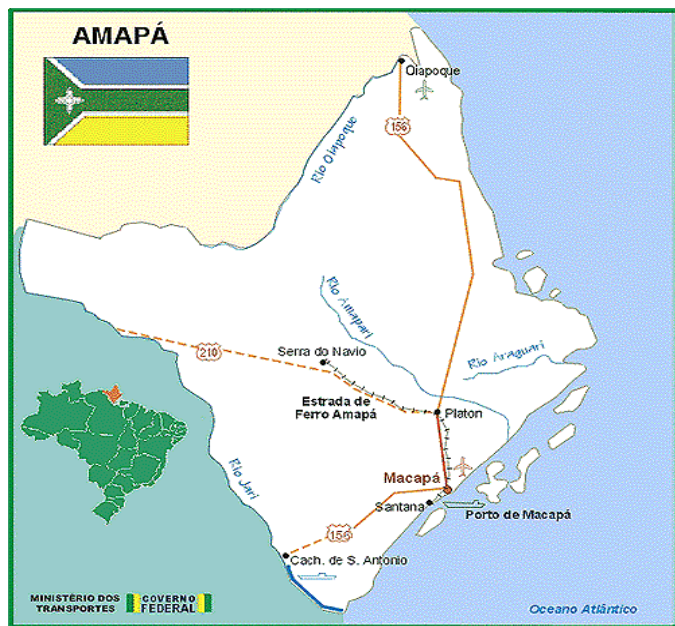 AMAPÁ
Oiapoque
156
Rio Oiapoque
Rio Amapari
210
Serra do Navio
Rio Araguari
Estrada de
Ferro Amapá
Platon
Rio Jari
Macapá
Santana
Porto de Macapá
156
Cach. de S. Antonio
MINISTÉRIO DOS
TRANSPORTES
GOVERNO
FEDERAL
Oceano Atlântico